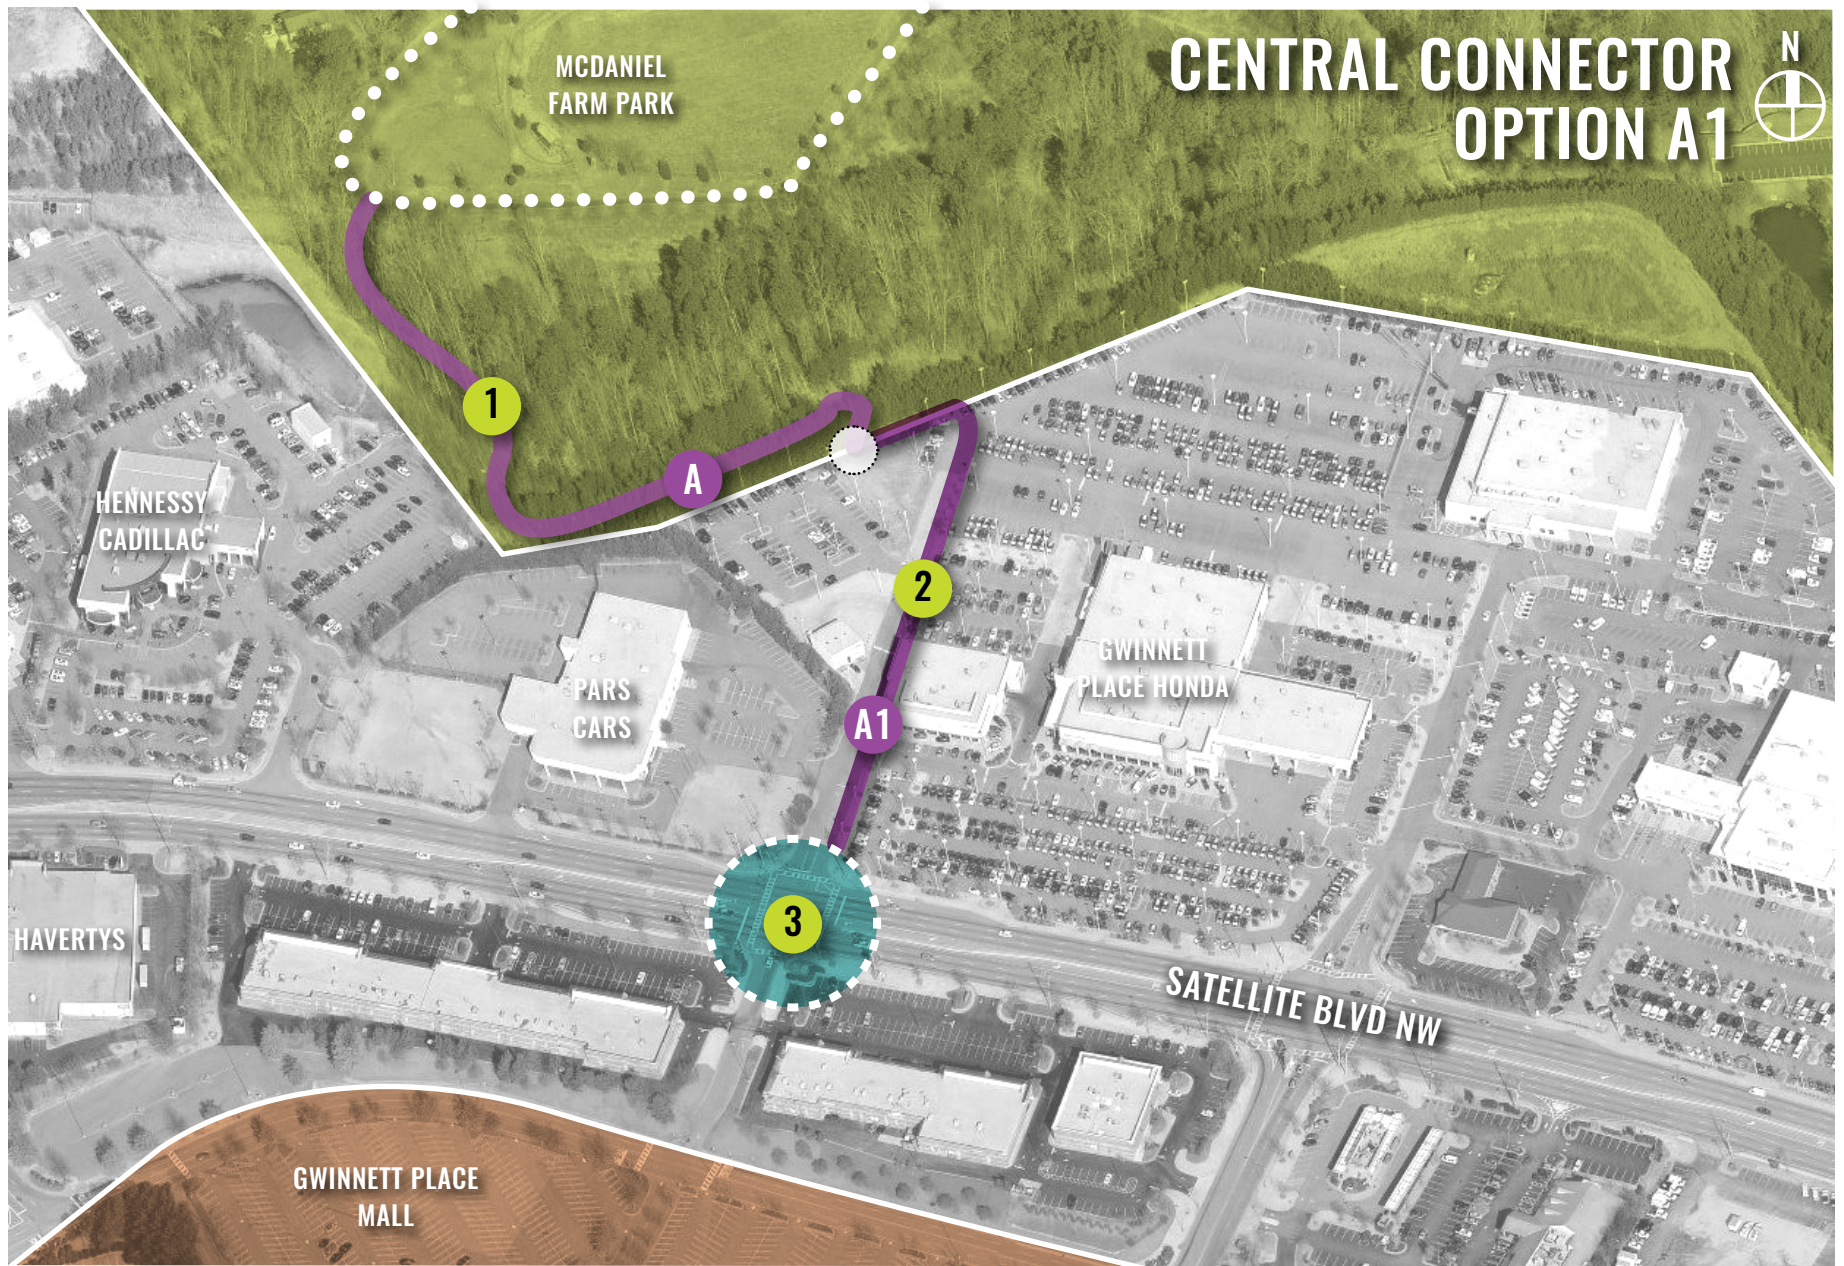 MCDANIEL
FARM PARK
CENTRAL CONNECTOR
OPTION A1
N
1
A
HENNESSY
CADILLAC
2
GWINNETT
PLACE HONDA
PARS
CARS
A1
3
HAVERTYS
SATELLITE BLVD NW
GWINNETT PLACE
MALL